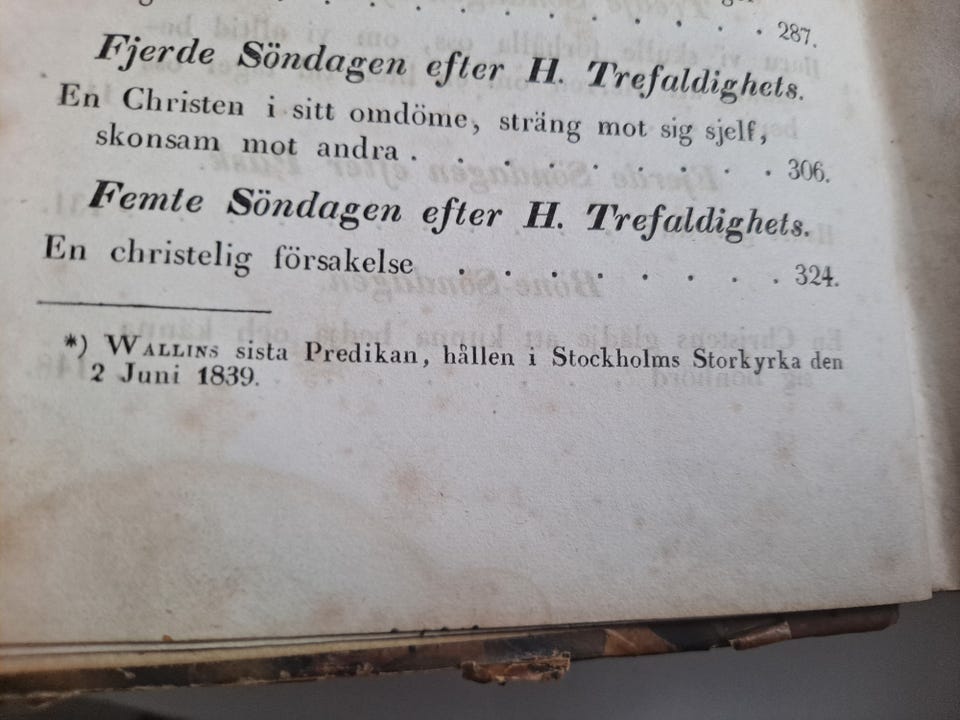 . . . . . . . . . . . 287.
Fjerde Söndagen efter H. Trefaldighets.
En Christen i sitt omdöme, sträng mot sig sjelf,
skonsam mot andra . . . . . . . . . 306.
Femte Söndagen efter H. Trefaldighets.
En christelig försakelse . . . . . . . . 324.
*) WALLINS sista Predikan, hållen i Stockholms Storkyrka den
2 Juni 1839.